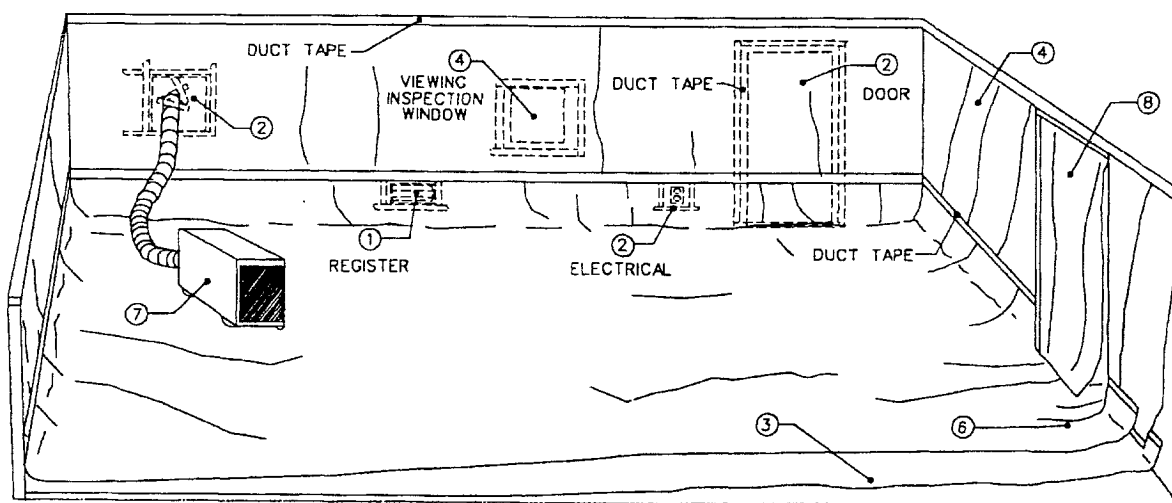 DUCT TAPE
④
④
VIEWING
INSPECTION
WINDOW
DUCT TAPE
②
DOOR
⑧
②
①
REGISTER
②
ELECTRICAL
DUCT TAPE
⑦
③
⑥